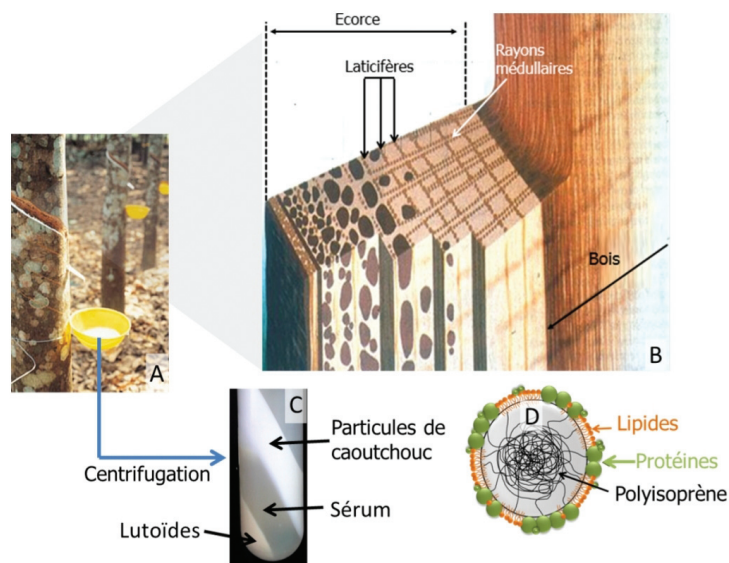 Ecorce
Laticifères
Rayons
médullaires
Bois
A
B
C
D
Centrifugation
Particules de
caoutchouc
Sérum
Lutoïdes
Lipides
Protéines
Polyisoprène